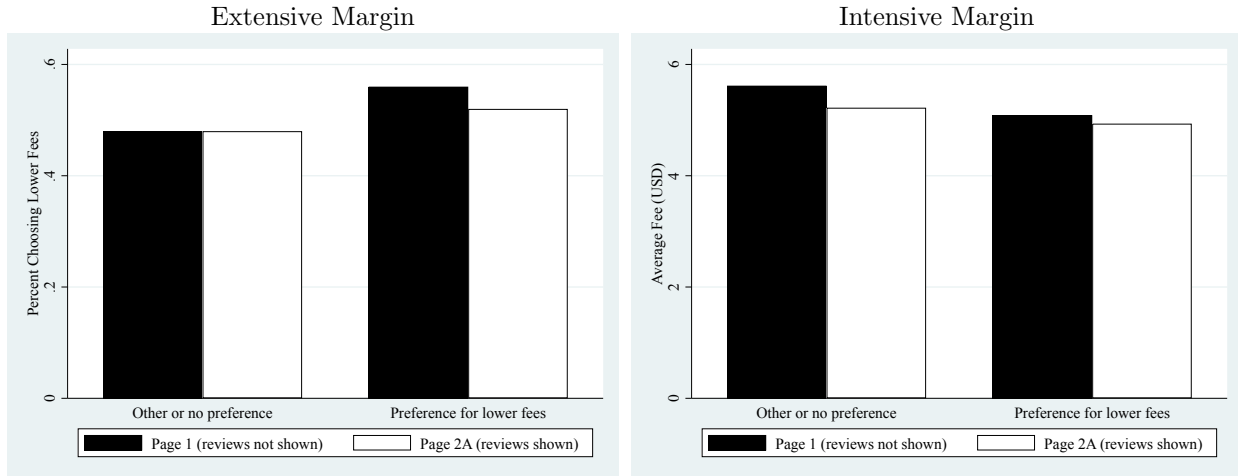 Extensive Margin
Percent Choosing Lower Fees
.6
.4
.2
0
Other or no preference
Preference for lower fees
Page 1 (reviews not shown)
Page 2A (reviews shown)
Intensive Margin
Average Fee (USD)
6
4
2
0
Other or no preference
Preference for lower fees
Page 1 (reviews not shown)
Page 2A (reviews shown)